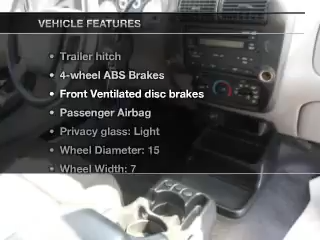 VEHICLE FEATURES
• Trailer hitch
• 4-wheel ABS Brakes
• Front Ventilated disc brakes
• Passenger Airbag
• Privacy glass: Light
• Wheel Diameter: 15
• Wheel Width: 7